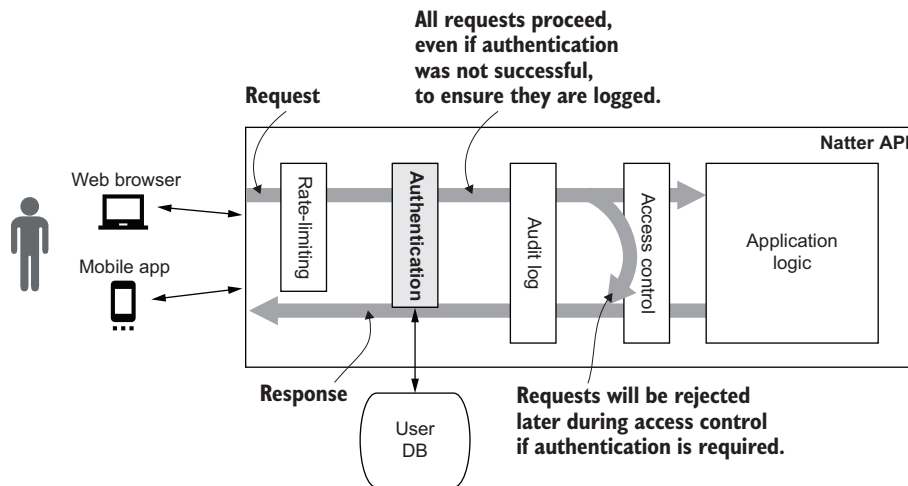 All requests proceed,
even if authentication
was not successful,
to ensure they are logged.
Request
Natter API
Web browser
Mobile app
Rate-limiting
Authentication
Audit log
Access control
Application
logic
Response
User
DB
Requests will be rejected
later during access control
if authentication is required.